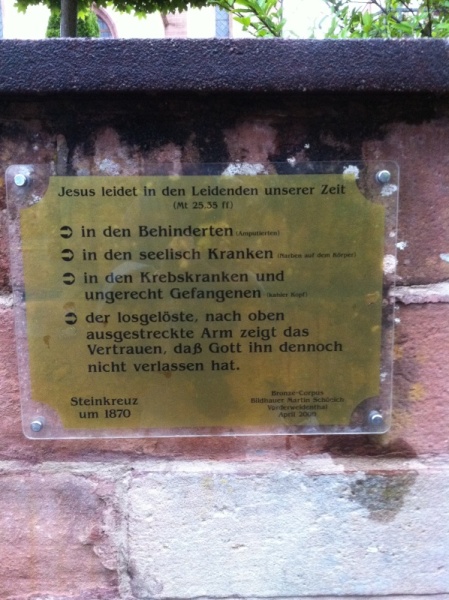 Jesus leidet in den Leidenden unserer Zeit
(Mt 25.35 ff)
in den Behinderten (Amputierten)
in den seelisch Kranken (Narben auf dem Körper)
in den Krebskranken und
ungerecht Gefangenen (kahler Kopf)
der losgelöste, nach oben
ausgestreckte Arm zeigt das
Vertrauen, daß Gott ihn dennoch
nicht verlassen hat.
Steinkreuz
um 1870
Bronze-Corpus
Bildhauer Martin
Vorderweidenthal
April